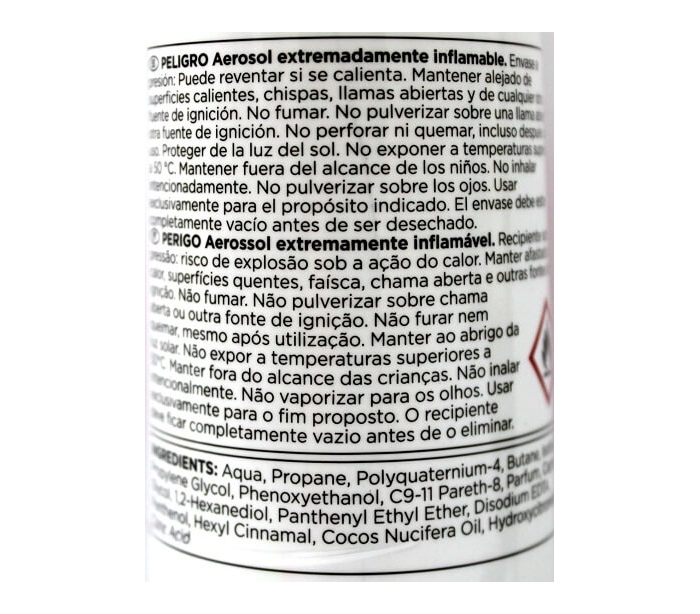 PELIGRO Aerosol extremadamente inflamable. Envase
presión: Puede reventar si se calienta. Mantener alejado de
superficies calientes, chispas, llamas abiertas y de cualquier
fuente de ignición. No fumar. No pulverizar sobre una llama
otra fuente de ignición. No perforar ni quemar, incluso
uso. Proteger de la luz del sol. No exponer a temperaturas
50 °C. Mantener fuera del alcance de los niños. No inhalar
intencionadamente. No pulverizar sobre los ojos. Usar
exclusivamente para el propósito indicado. El envase debe
completamente vacío antes de ser desechado.
PERIGO Aerossol extremamente inflamável. Recipiente
pressão: risco de explosão sob a ação do calor. Manter
calor, superfícies quentes, faísca, chama aberta e outras
ignição. Não fumar. Não pulverizar sobre chama
aberta ou outra fonte de ignição. Não furar nem
queimar, mesmo após utilização. Manter ao abrigo da
luz solar. Não expor a temperaturas superiores a
50°C. Manter fora do alcance das crianças. Não inalar
intencionalmente. Não vaporizar para os olhos. Usar
exclusivamente para o fim proposto. O recipiente
deve ficar completamente vazio antes de o eliminar.
INGREDIENTS: Aqua, Propane, Polyquaternium-4, Butane,
Propylene Glycol, Phenoxyethanol, C9-11 Pareth-8, Parfum,
1,2-Hexanediol, Panthenyl Ethyl Ether, Disodium EDTA,
Panthenol, Hexyl Cinnamal, Cocos Nucifera Oil,
Citric Acid